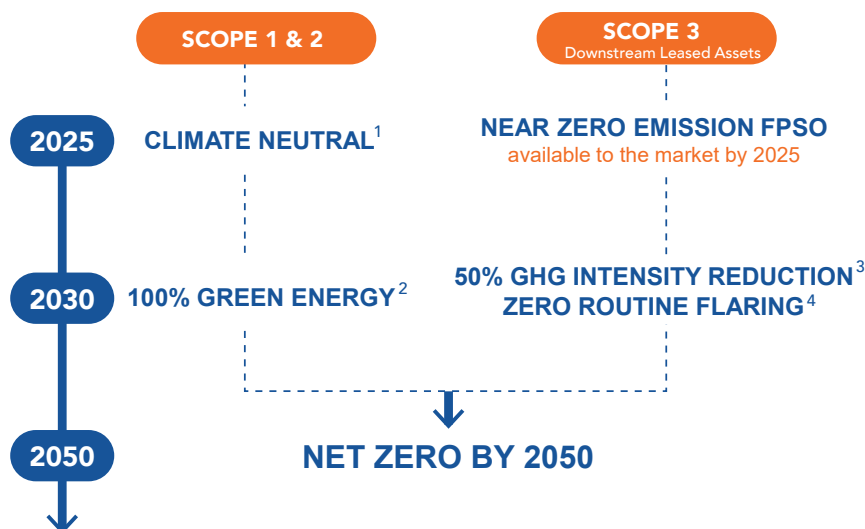 SCOPE 1 & 2
SCOPE 3
Downstream Leased Assets
2025
CLIMATE NEUTRAL1
NEAR ZERO EMISSION FPSO
available to the market by 2025
2030
100% GREEN ENERGY2
50% GHG INTENSITY REDUCTION3
ZERO ROUTINE FLARING4
2050
NET ZERO BY 2050